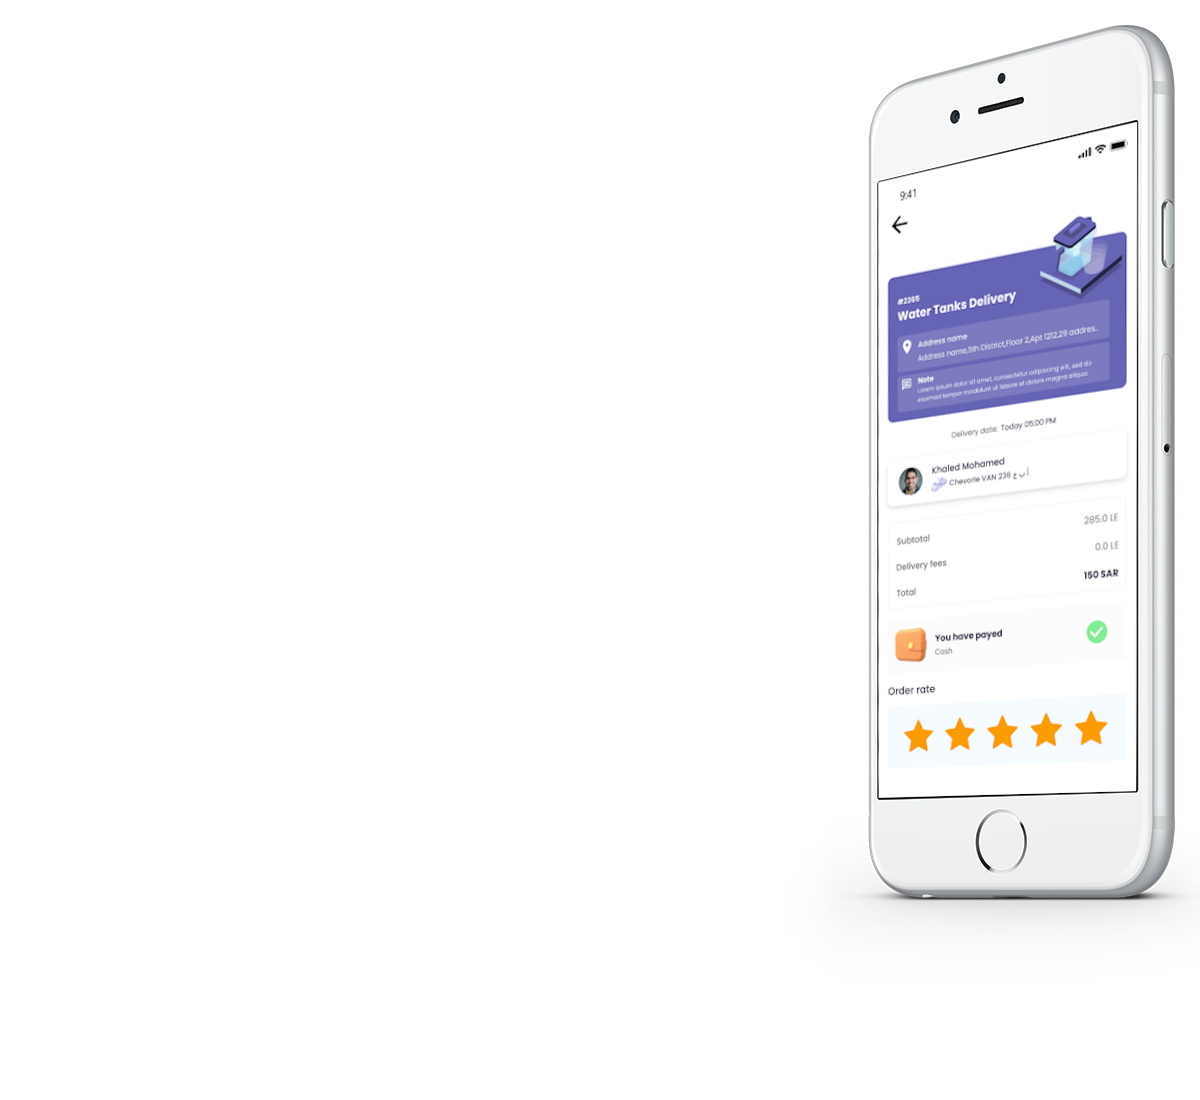 9:41
#2365
Water Tanks Delivery
Address name
Address name,5th District,Floor 2,Apt 1212,29 addres..
Note
Lorem ipsum dolor sit amet, consectetur adipiscing elit, sed do
eiusmod tempor incididunt ut labore et dolore magna aliqua.
Delivery date: Today 05:00 PM
Khaled Mohamed
Chevorle VAN 236 أ ب ج
Subtotal 285.0 LE
Delivery fees 0.0 LE
Total 150 SAR
You have payed
Cash
Order rate